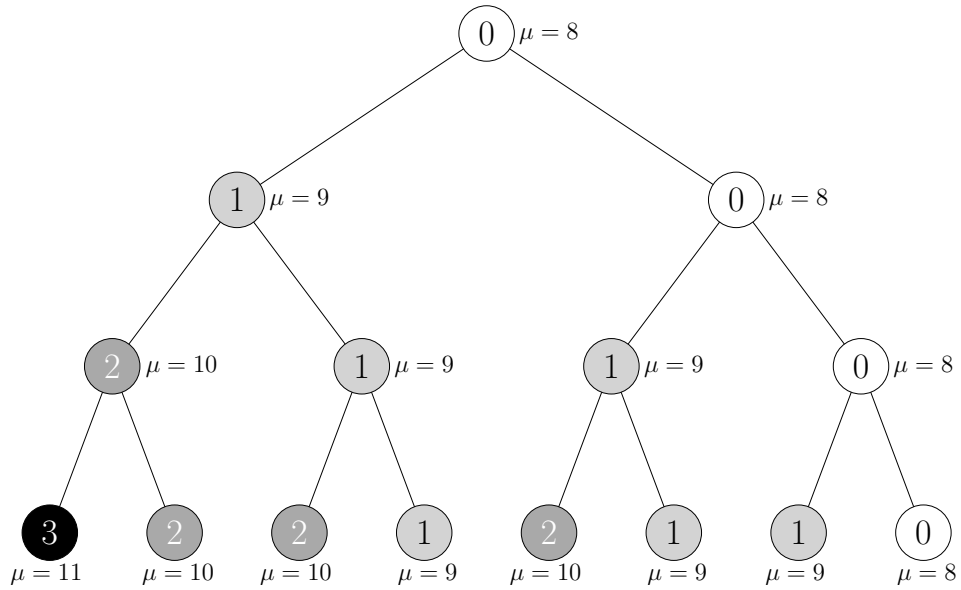 0 μ = 8
1 μ = 9
0 μ = 8
2 μ = 10
1 μ = 9
1 μ = 9
0 μ = 8
3
2
2
1
2
1
1
0
μ = 11
μ = 10
μ = 10
μ = 9
μ = 10
μ = 9
μ = 9
μ = 8